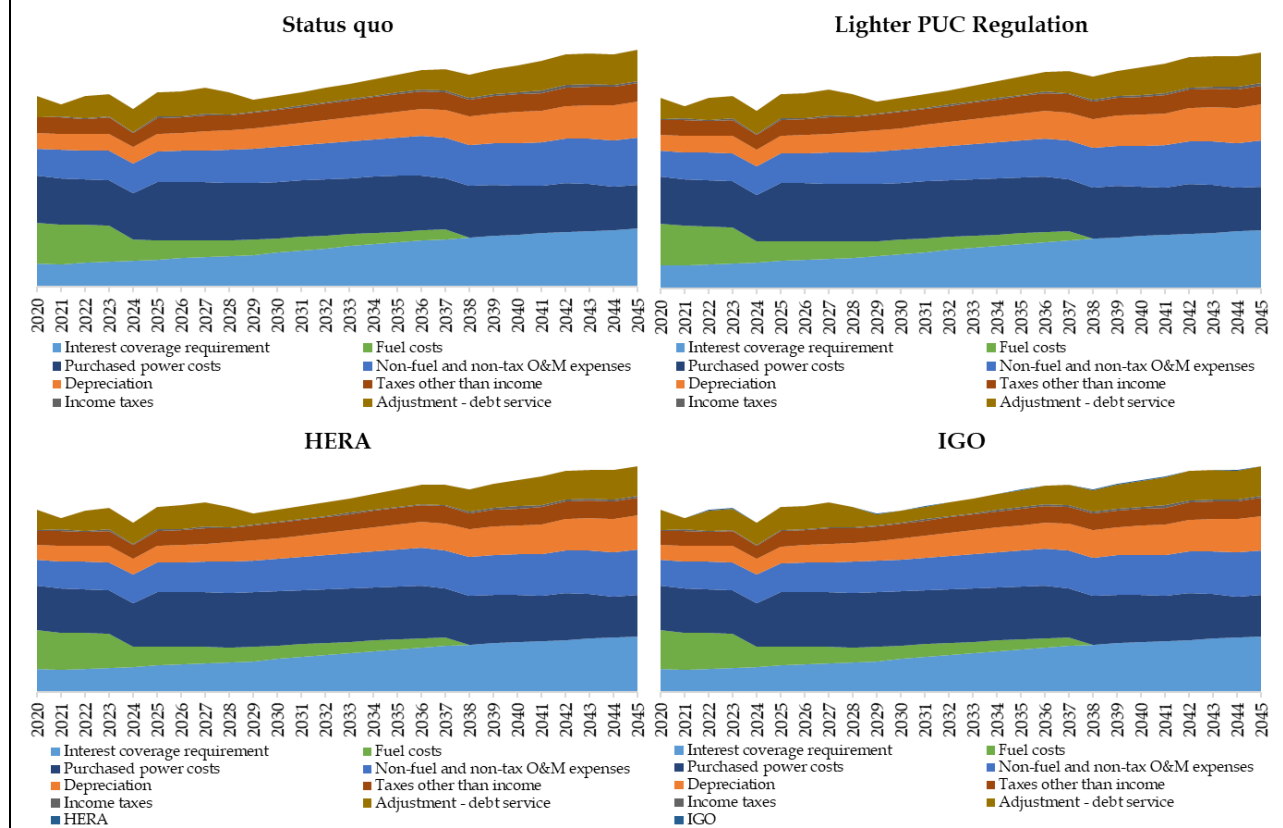 Status quo
2020 2021 2022 2023 2024 2025 2026 2027 2028 2029 2030 2031 2032 2033 2034 2035 2036 2037 2038 2039 2040 2041 2042 2043 2044 2045
Interest coverage requirement Fuel costs
Purchased power costs Non-fuel and non-tax O&M expenses
Depreciation Taxes other than income
Income taxes Adjustment - debt service
Lighter PUC Regulation
2020 2021 2022 2023 2024 2025 2026 2027 2028 2029 2030 2031 2032 2033 2034 2035 2036 2037 2038 2039 2040 2041 2042 2043 2044 2045
Interest coverage requirement Fuel costs
Purchased power costs Non-fuel and non-tax O&M expenses
Depreciation Taxes other than income
Income taxes Adjustment - debt service
HERA
2020 2021 2022 2023 2024 2025 2026 2027 2028 2029 2030 2031 2032 2033 2034 2035 2036 2037 2038 2039 2040 2041 2042 2043 2044 2045
Interest coverage requirement Fuel costs
Purchased power costs Non-fuel and non-tax O&M expenses
Depreciation Taxes other than income
Income taxes Adjustment - debt service
HERA
IGO
2020 2021 2022 2023 2024 2025 2026 2027 2028 2029 2030 2031 2032 2033 2034 2035 2036 2037 2038 2039 2040 2041 2042 2043 2044 2045
Interest coverage requirement Fuel costs
Purchased power costs Non-fuel and non-tax O&M expenses
Depreciation Taxes other than income
Income taxes Adjustment - debt service
IGO